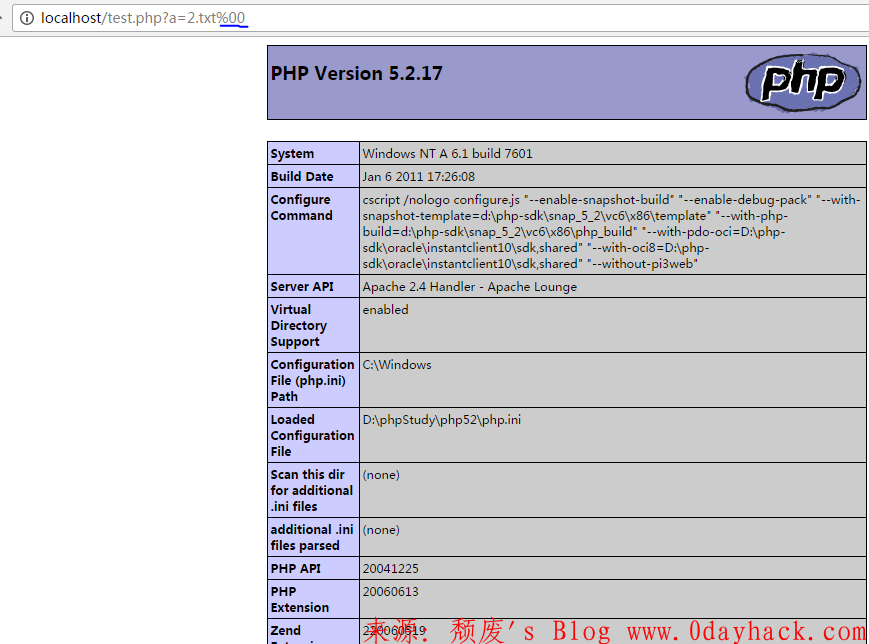 localhost/test.php?a=2.txt%00
PHP Version 5.2.17
php
System Windows NT A 6.1 build 7601
Build Date Jan 6 2011 17:26:08
Configure Command cscript /nologo configure.js "--enable-snapshot-build" "--enable-debug-pack" "--with-
snapshot-template=d:\php-sdk\snap_5_2\vc6\x86\template" "--with-php-
build=d:\php-sdk\snap_5_2\vc6\x86\php_build" "--with-pdo-oci=D:\php-
sdk\oracle\instantclient10\sdk,shared" "--with-oci8=D:\php-
sdk\oracle\instantclient10\sdk,shared" "--without-pi3web"
Server API Apache 2.4 Handler - Apache Lounge
Virtual
Directory
Support
enabled
Configuration
File (php.ini)
Path
C:\Windows
Loaded
Configuration
File
D:\phpStudy\php52\php.ini
Scan this dir
for additional
.ini files
(none)
additional .ini
files parsed
(none)
PHP API 20041225
PHP
Extension
20060613
Zend
来源: 颓废's Blog www.0dayhack.com